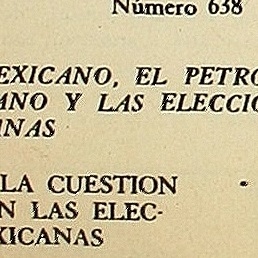 Número 638
EXICANO, EL PETRO
ANO Y LAS ELECCIO
NAS
LA CUESTION
N LAS ELEC-
XICANAS